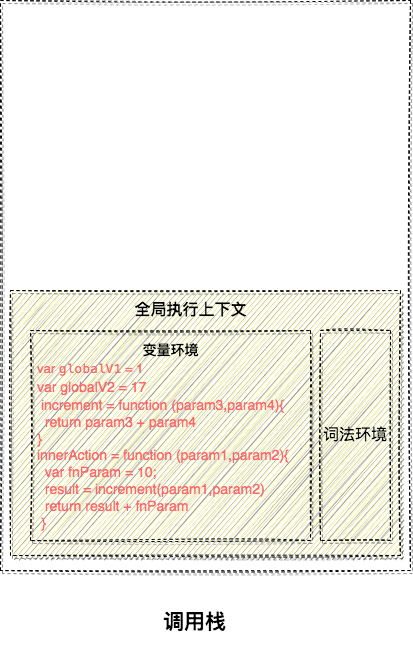 全局执行上下文
变量环境
var globalV1 = 1
var globalV2 = 17
increment = function (param3,param4){
return param3 + param4
}
innerAction = function (param1,param2){
var fnParam = 10;
result = increment(param1,param2)
return result + fnParam
}
词法环境
调用栈